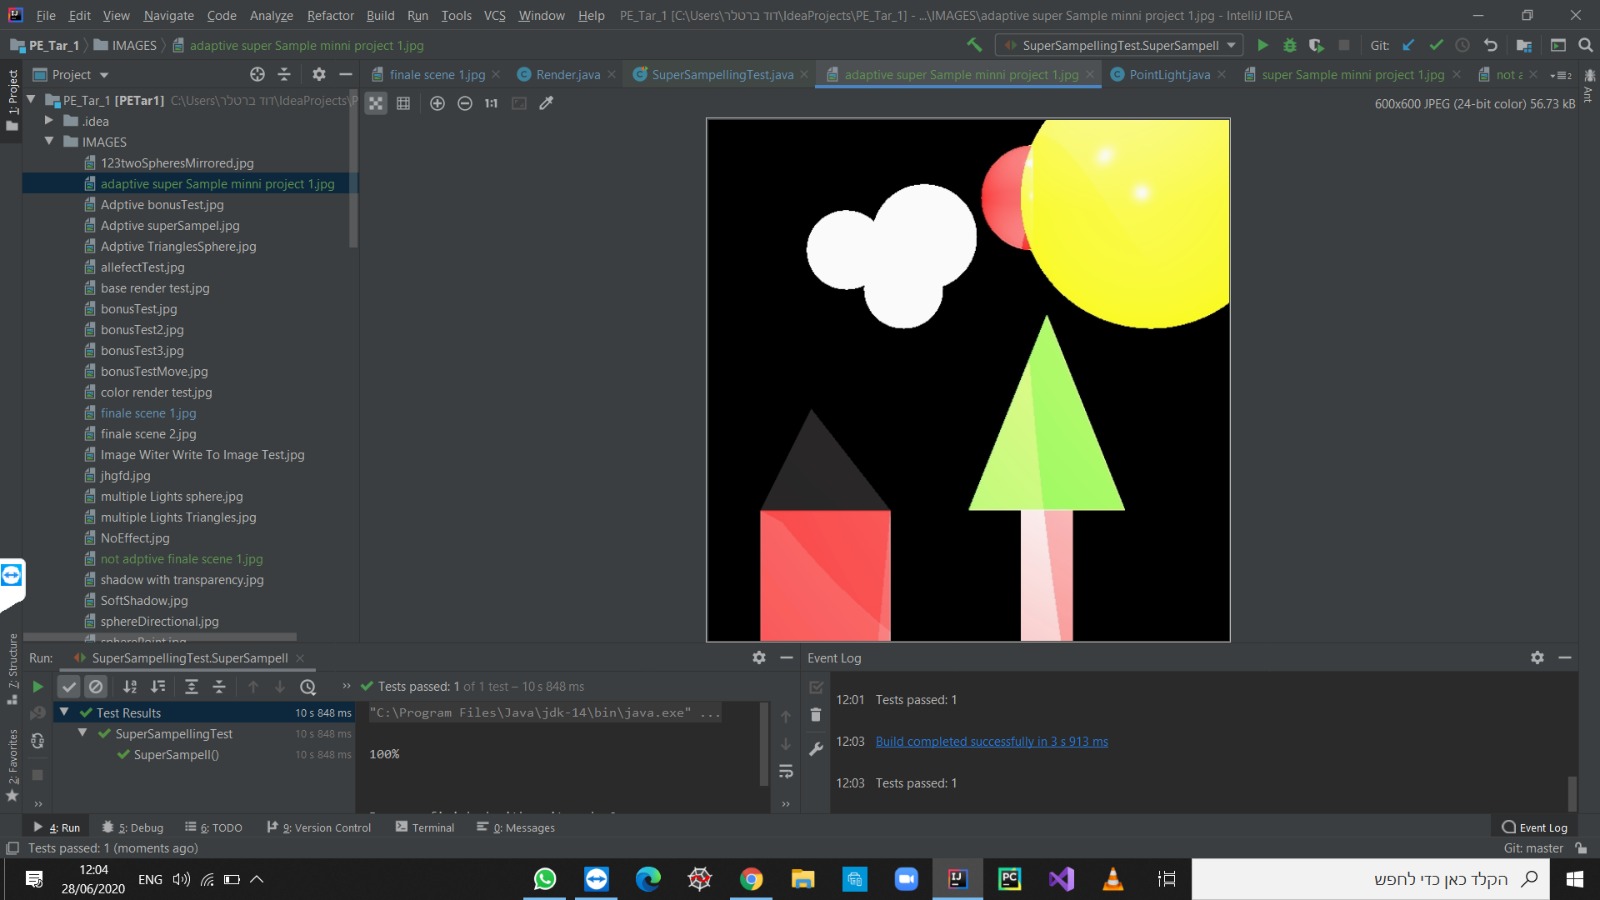 File Edit View Navigate Code Analyze Refactor Build Run Tools VCS Window Help PE_Tar_1 [C:\Users\דוד ברטלר\IdeaProjects\PE_Tar_1] - ...\IMAGES\adaptive super Sample minni project 1.jpg - IntelliJ IDEA
PE_Tar_1 IMAGES adaptive super Sample minni project 1.jpg SuperSampellingTest.SuperSampell Git:
1: Project
Project finale scene 1.jpg Render.java SuperSampellingTest.java adaptive super Sample minni project 1.jpg PointLight.java super Sample minni project 1.jpg not
Ant
1:1 600x600 JPEG (24-bit color) 56.73 kB
PE_Tar_1 [PETar1] C:\Users\דוד ברטלר\IdeaProjects\P
.idea
IMAGES
123twoSpheresMirrored.jpg
adaptive super Sample minni project 1.jpg
Adptive bonusTest.jpg
Adptive superSampel.jpg
Adptive TrianglesSphere.jpg
allefectTest.jpg
base render test.jpg
bonusTest.jpg
bonusTest2.jpg
bonusTest3.jpg
bonusTestMove.jpg
color render test.jpg
finale scene 1.jpg
finale scene 2.jpg
Image Witer Write To Image Test.jpg
jhgfd.jpg
multiple Lights sphere.jpg
multiple Lights Triangles.jpg
NoEffect.jpg
not adptive finale scene 1.jpg
shadow with transparency.jpg
SoftShadow.jpg
sphereDirectional.jpg
spherePoint.jpg
7: Structure
2: Favorites
Run: SuperSampellingTest.SuperSampell Event Log
Tests passed: 1 of 1 test – 10 s 848 ms
Test Results 10 s 848 ms
SuperSampellingTest 10 s 848 ms
SuperSampell() 10 s 848 ms
"C:\Program Files\Java\jdk-14\bin\java.exe" ...
100%
12:01 Tests passed: 1
12:03 Build completed successfully in 3 s 913 ms
12:03 Tests passed: 1
4: Run 5: Debug 6: TODO 9: Version Control Terminal 0: Messages Event Log
Tests passed: 1 (moments ago) Git: master
12:04
28/06/2020
ENG
הקלד כאן כדי לחפש